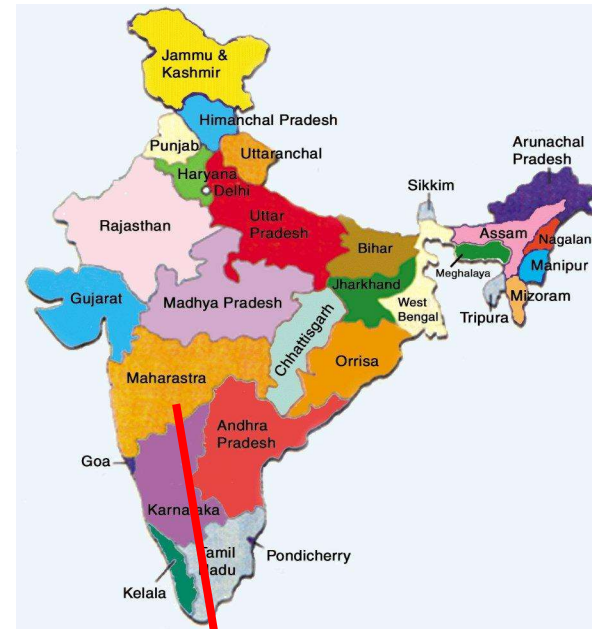 Jammu &
Kashmir
Himanchal Pradesh
Punjab
Uttaranchal
Haryana
Delhi
Arunachal
Pradesh
Sikkim
Rajasthan
Uttar
Pradesh
Bihar
Assam
Nagalan
Meghalaya
Manipur
Gujarat
Madhya Pradesh
Jharkhand
West
Bengal
Tripura
Mizoram
Chhattisgarh
Orrisa
Maharastra
Andhra
Pradesh
Goa
Karnataka
Tamil
Nadu
Pondicherry
Kelala